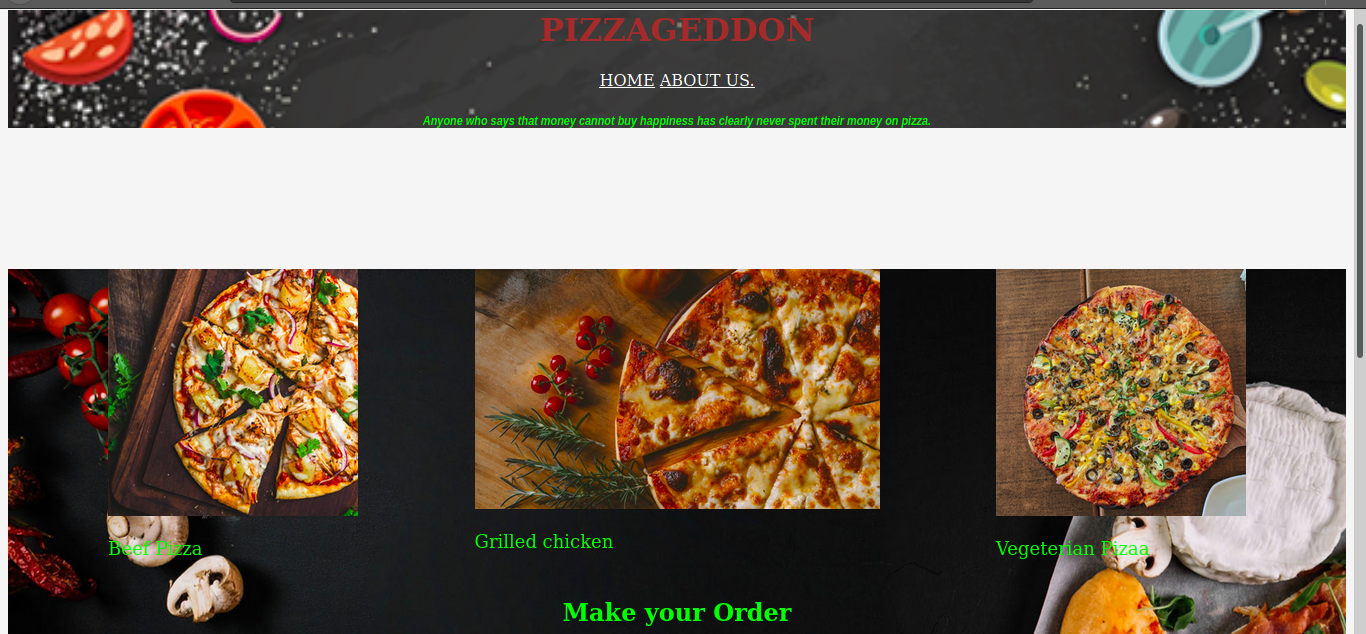 PIZZAGEDDON
HOME ABOUT US.
Anyone who says that money cannot buy happiness has clearly never spent their money on pizza.
Beef Pizza
Grilled chicken
Vegeterian Pizaa
Make your Order